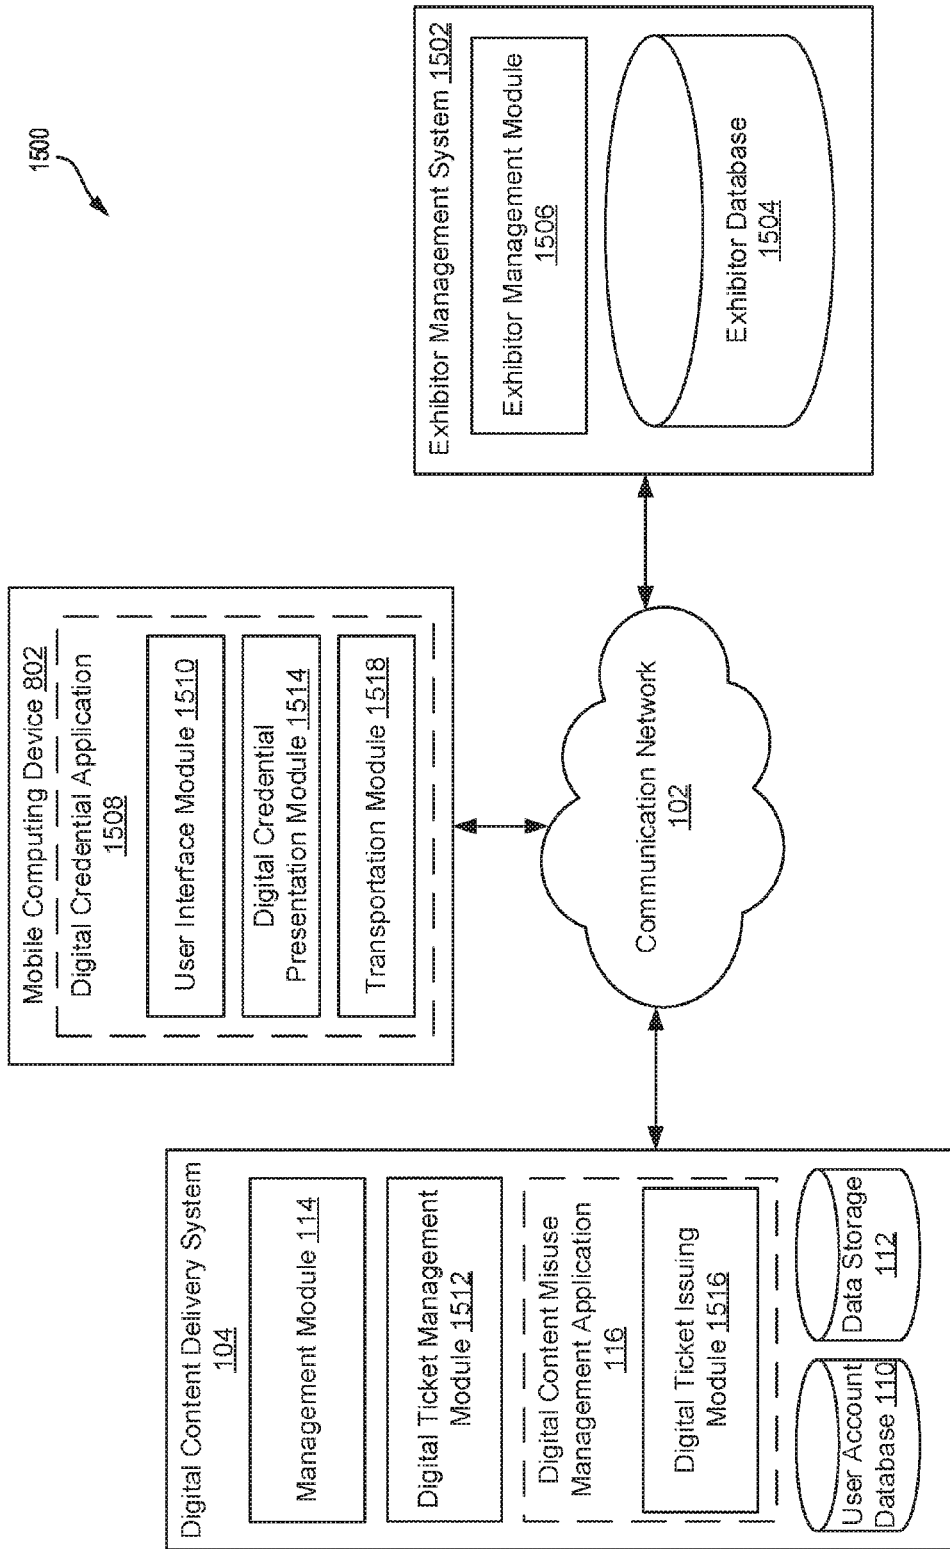 1500
Digital Content Delivery System
104
Management Module 114
Digital Ticket Management
Module 1512
Digital Content Misuse
Management Application
116
Digital Ticket Issuing
Module 1516
User Account
Database 110
Data Storage
112
Mobile Computing Device 802
Digital Credential Application
1508
User Interface Module 1510
Digital Credential
Presentation Module 1514
Transportation Module 1518
Communication Network
102
Exhibitor Management System 1502
Exhibitor Management Module
1506
Exhibitor Database
1504